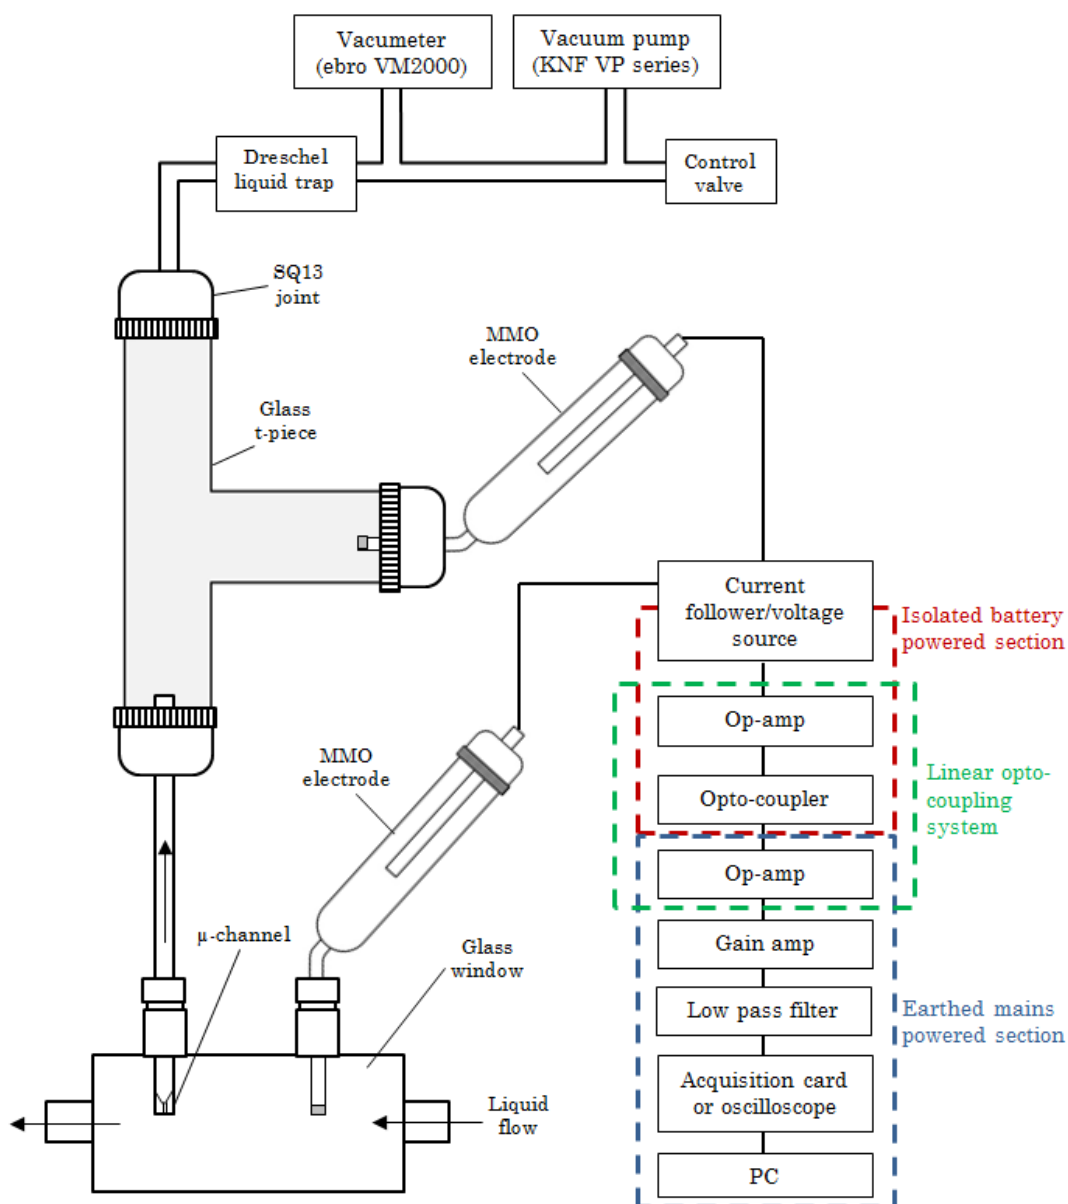 Vacumeter
(ebro VM2000)
Vacuum pump
(KNF VP series)
Dreschel
liquid trap
Control
valve
SQ13
joint
MMO
electrode
Glass
t-piece
Current
follower/voltage
source
Isolated battery
powered section
Op-amp
MMO
electrode
Linear opto-
coupling
system
Opto-coupler
Op-amp
µ-channel
Glass
window
Gain amp
Low pass filter
Earthed mains
powered section
Acquisition card
or oscilloscope
Liquid
flow
PC